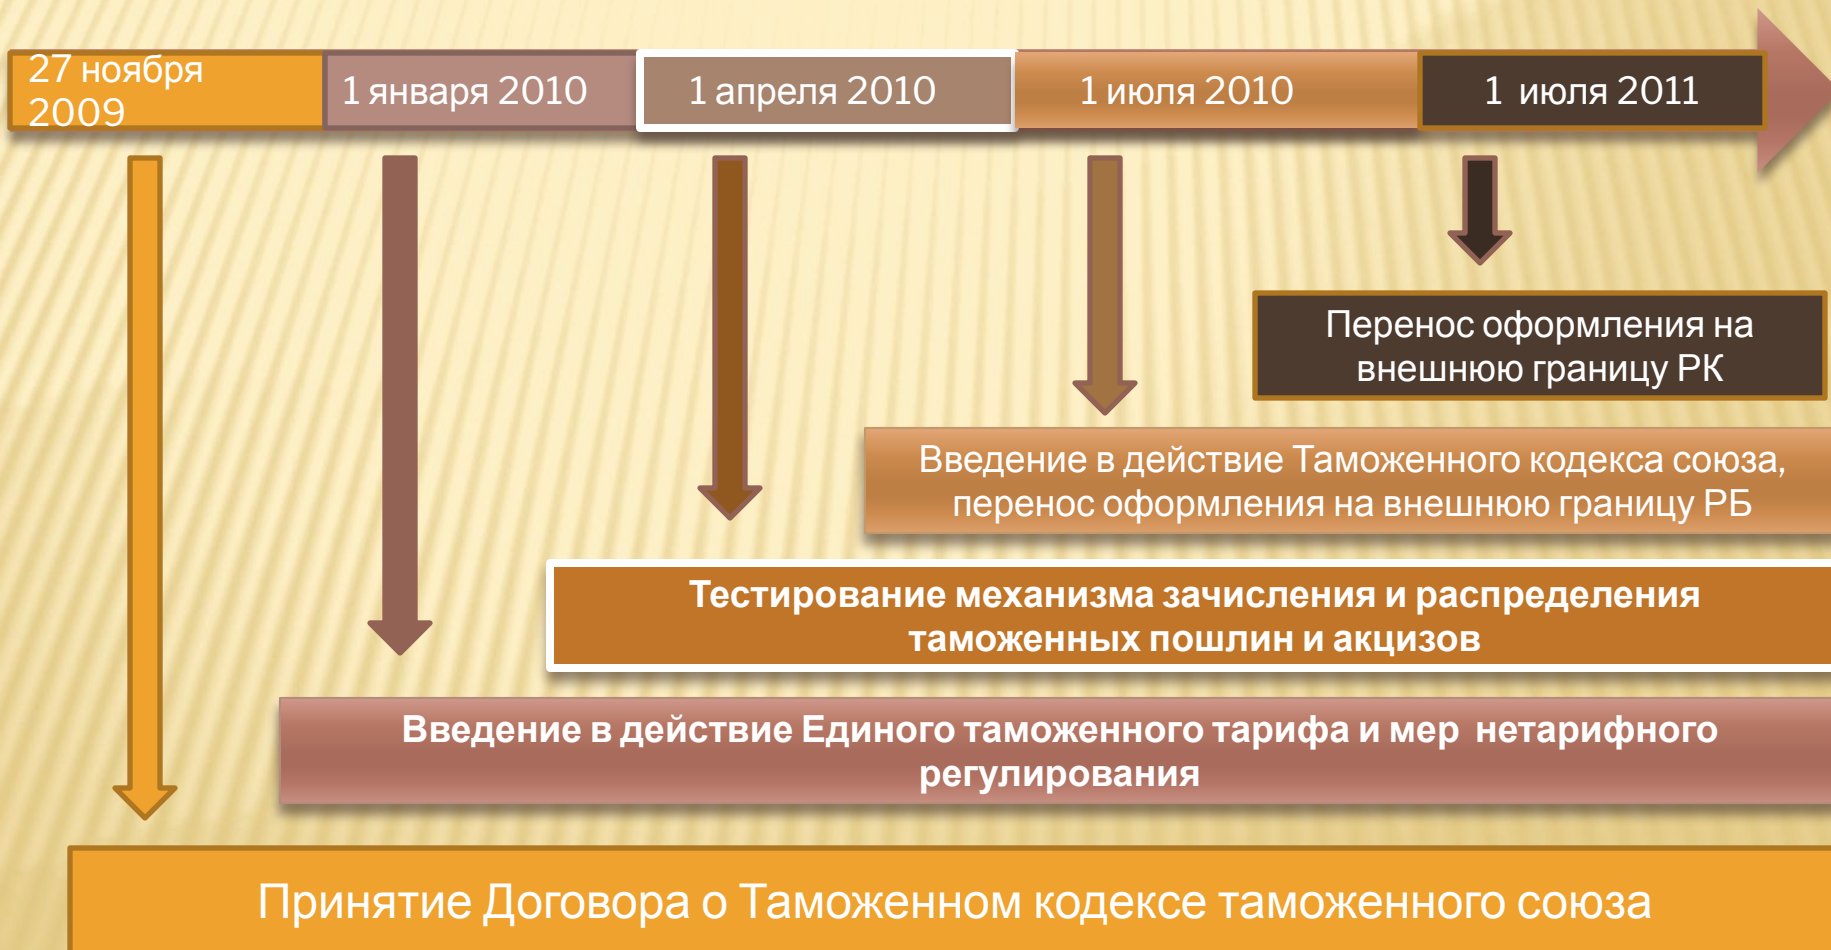 27 ноября
2009
1 января 2010
1 апреля 2010
1 июля 2010
1 июля 2011
Перенос оформления на
внешнюю границу РК
Введение в действие Таможенного кодекса союза,
перенос оформления на внешнюю границу РБ
Тестирование механизма зачисления и распределения
таможенных пошлин и акцизов
Введение в действие Единого таможенного тарифа и мер нетарифного
регулирования
Принятие Договора о Таможенном кодексе таможенного союза